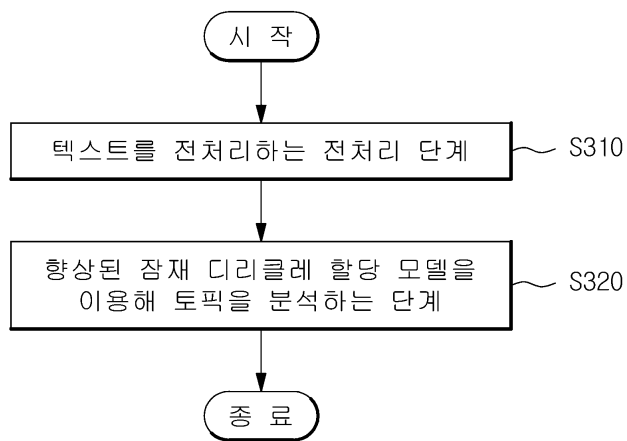 시 작
텍스트를 전처리하는 전처리 단계
S310
향상된 잠재 디리클레 할당 모델을
이용해 토픽을 분석하는 단계
S320
종 료